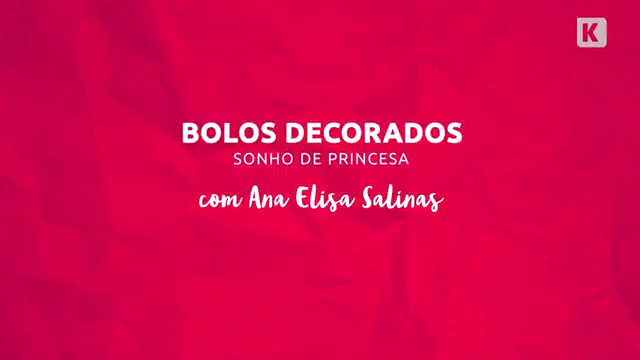 K
BOLOS DECORADOS
SONHO DE PRINCESA
com Ana Elisa Salinas